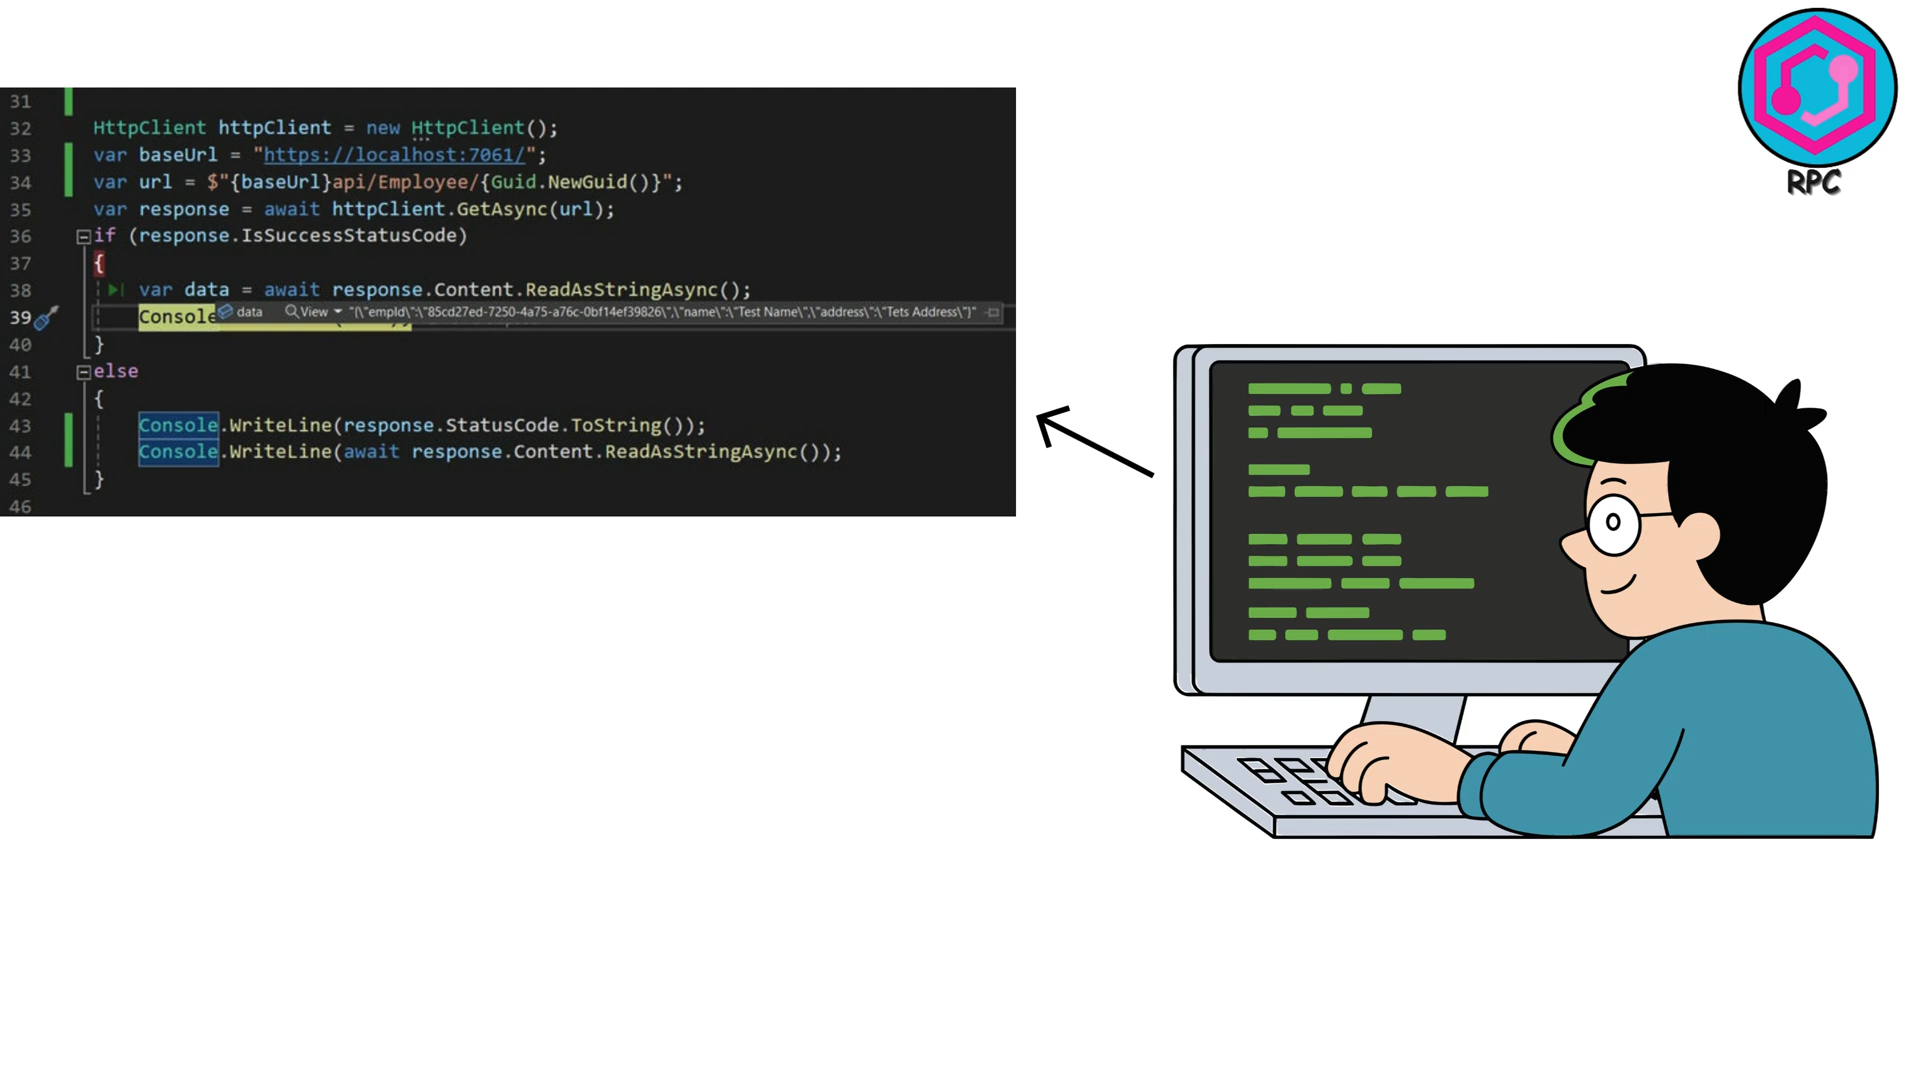 31
32 HttpClient httpClient = new HttpClient();
33 var baseUrl = "https://localhost:7061/";
34 var url = $"{baseUrl}api/Employee/{Guid.NewGuid()}";
35 var response = await httpClient.GetAsync(url);
36 if (response.IsSuccessStatusCode)
37 {
38 var data = await response.Content.ReadAsStringAsync();
39 Console data View "{\"empId\":\"85cd27ed-7250-4a75-a76c-0bf14ef39826\",\"name\":\"Test Name\",\"address\":\"Tets Address\"}"
40 }
41 else
42 {
43 Console.WriteLine(response.StatusCode.ToString());
44 Console.WriteLine(await response.Content.ReadAsStringAsync());
45 }
46
RPC